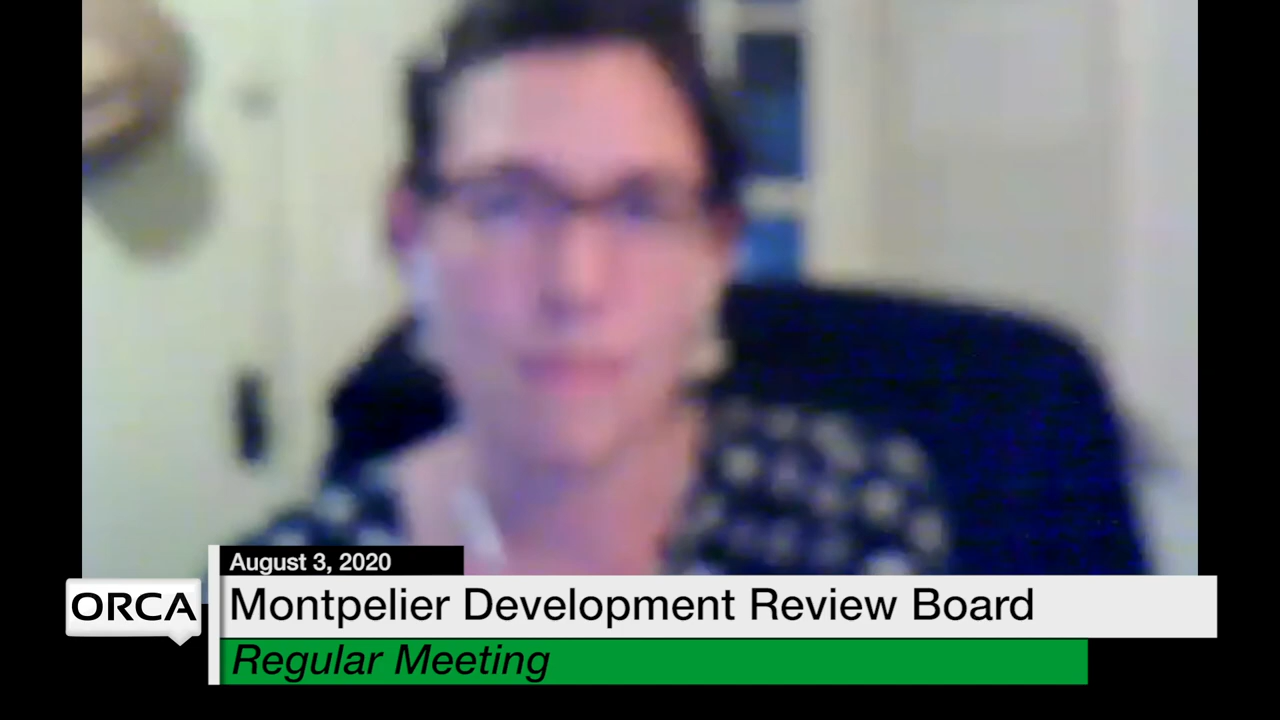 August 3, 2020
ORCA
Montpelier Development Review Board
Regular Meeting